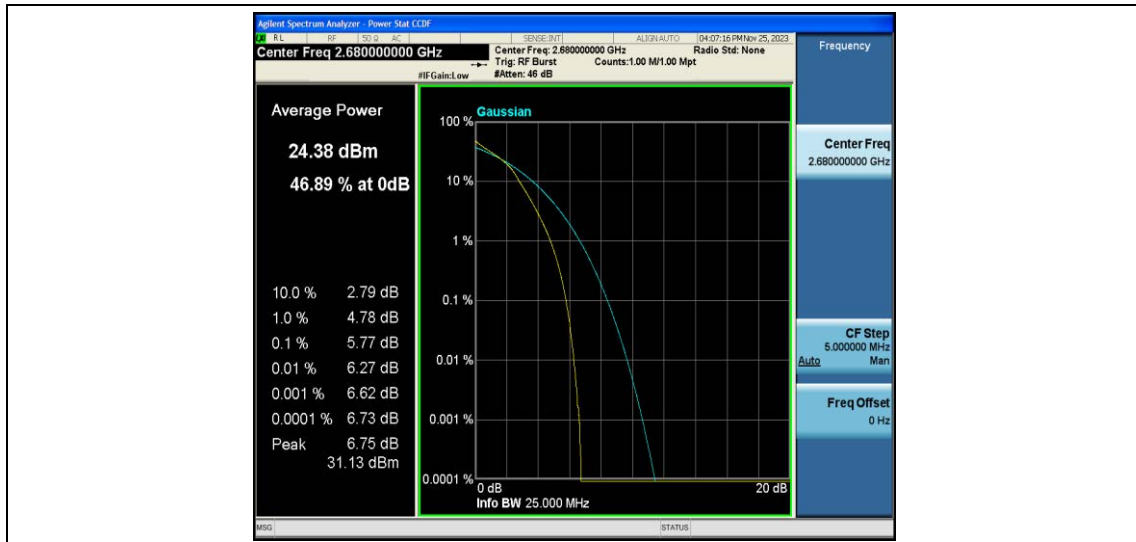 Agilent Spectrum Analyzer - Power Stat CCDF
RL RF 50 Ω AC SENSE:INT ALIGN AUTO 04:07:16 PM Nov 25, 2023
Center Freq 2.680000000 GHz
Center Freq: 2.680000000 GHz Radio Std: None
Trig: RF Burst Counts:1.00 M/1.00 Mpt
#IFGain:Low #Atten: 46 dB
Frequency
Average Power
24.38 dBm
46.89 % at 0dB
10.0 % 2.79 dB
1.0 % 4.78 dB
0.1 % 5.77 dB
0.01 % 6.27 dB
0.001 % 6.62 dB
0.0001 % 6.73 dB
Peak 6.75 dB
31.13 dBm
Gaussian
100 %
10 %
1 %
0.1 %
0.01 %
0.001 %
0.0001 %
0 dB 20 dB
Info BW 25.000 MHz
Center Freq
2.680000000 GHz
CF Step
5.000000 MHz
Auto Man
Freq Offset
0 Hz
MSG STATUS